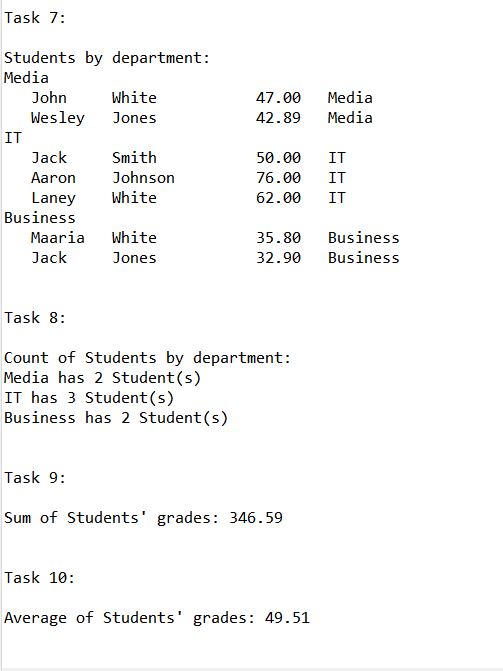 Task 7:
Students by department:
Media
John White 47.00 Media
Wesley Jones 42.89 Media
IT
Jack Smith 50.00 IT
Aaron Johnson 76.00 IT
Laney White 62.00 IT
Business
Maaria White 35.80 Business
Jack Jones 32.90 Business
Task 8:
Count of Students by department:
Media has 2 Student(s)
IT has 3 Student(s)
Business has 2 Student(s)
Task 9:
Sum of Students' grades: 346.59
Task 10:
Average of Students' grades: 49.51